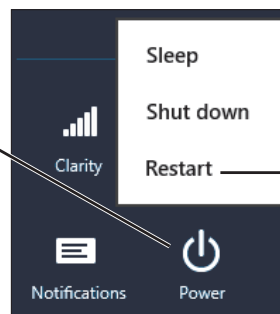 Sleep
Shut down
Clarity
Restart
Notifications
Power